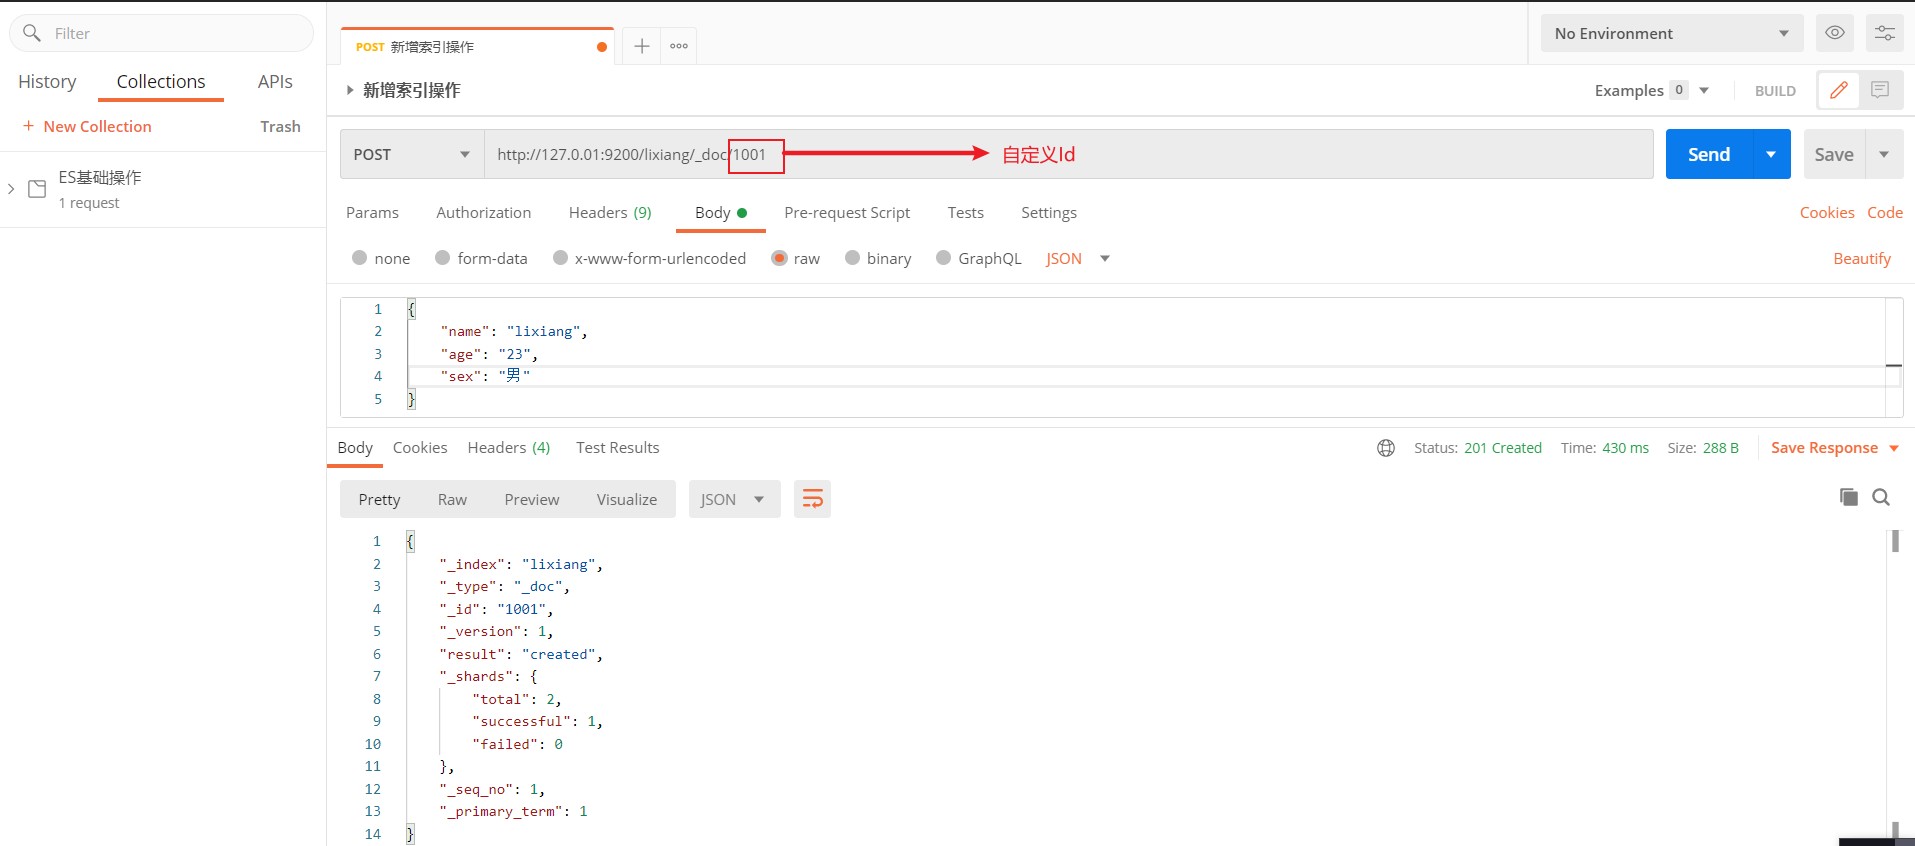 Filter
History Collections APIs
+ New Collection Trash
ES基础操作
1 request
POST 新增索引操作
No Environment
新增索引操作
Examples 0 BUILD
POST http://127.0.01:9200/lixiang/_doc/1001 自定义Id Send Save
Params Authorization Headers (9) Body Pre-request Script Tests Settings Cookies Code
none form-data x-www-form-urlencoded raw binary GraphQL JSON Beautify
1 {
2 "name": "lixiang",
3 "age": "23",
4 "sex": "男"
5 }
Body Cookies Headers (4) Test Results Status: 201 Created Time: 430 ms Size: 288 B Save Response
Pretty Raw Preview Visualize JSON
1 {
2 "_index": "lixiang",
3 "_type": "_doc",
4 "_id": "1001",
5 "_version": 1,
6 "result": "created",
7 "_shards": {
8 "total": 2,
9 "successful": 1,
10 "failed": 0
11 },
12 "_seq_no": 1,
13 "_primary_term": 1
14 }